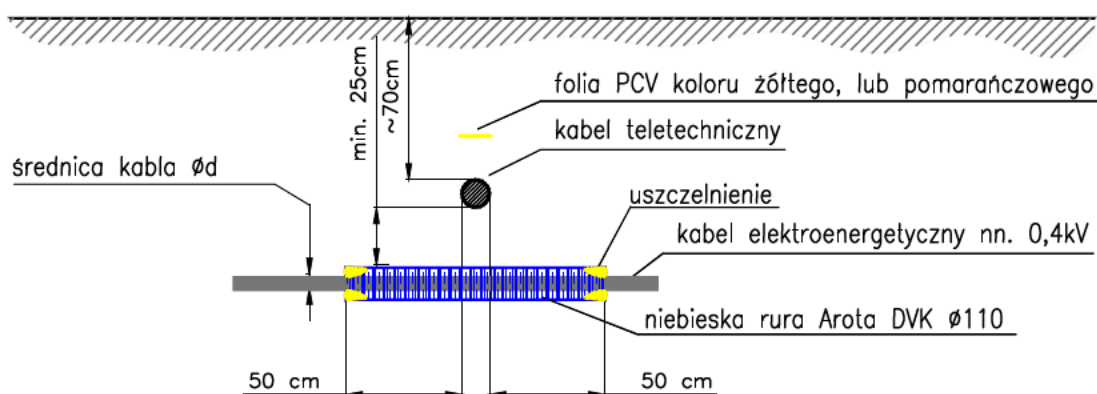 min. 25cm
~70cm
folia PCV koloru żółtego, lub pomarańczowego
kabel teletechniczny
średnica kabla Ød
uszczelnienie
kabel elektroenergetyczny nn. 0,4kV
niebieska rura Arota DVK ø110
50 cm
50 cm